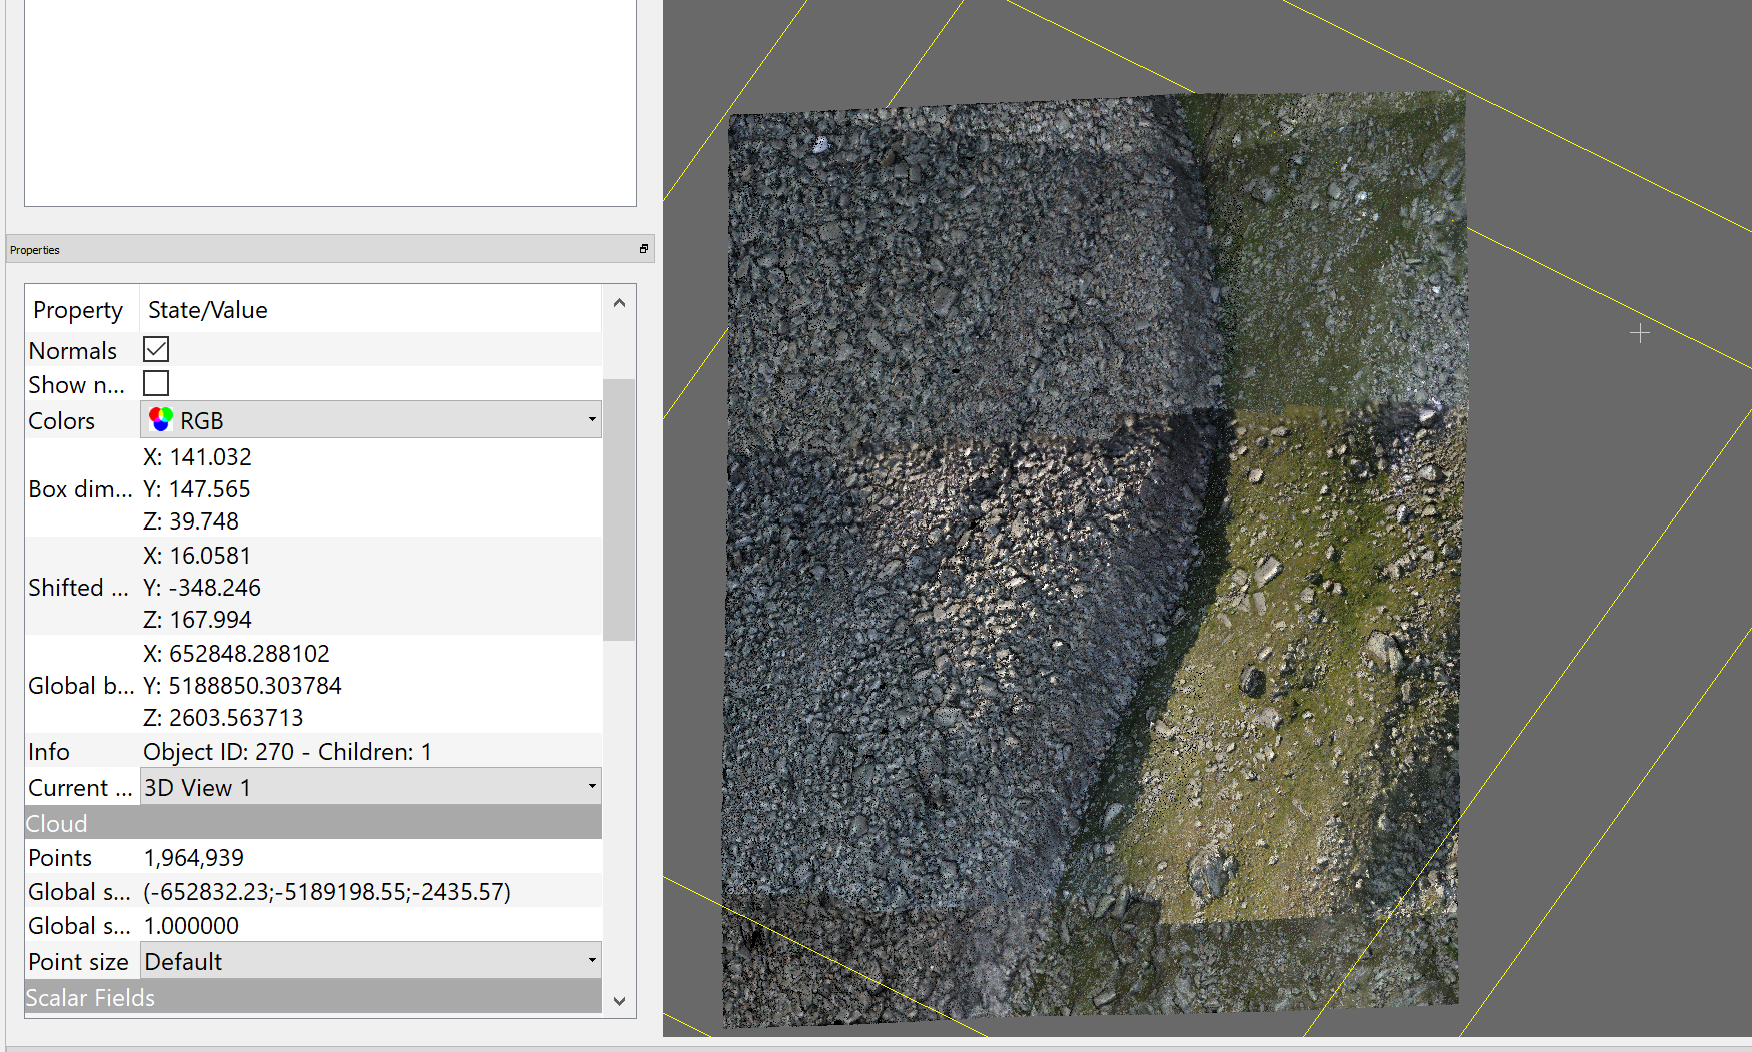 Properties
Property State/Value
Normals
Show n...
Colors RGB
Box dim... X: 141.032
Y: 147.565
Z: 39.748
Shifted ... X: 16.0581
Y: -348.246
Z: 167.994
Global b... X: 652848.288102
Y: 5188850.303784
Z: 2603.563713
Info Object ID: 270 - Children: 1
Current ... 3D View 1
Cloud
Points 1,964,939
Global s... (-652832.23;-5189198.55;-2435.57)
Global s... 1.000000
Point size Default
Scalar Fields